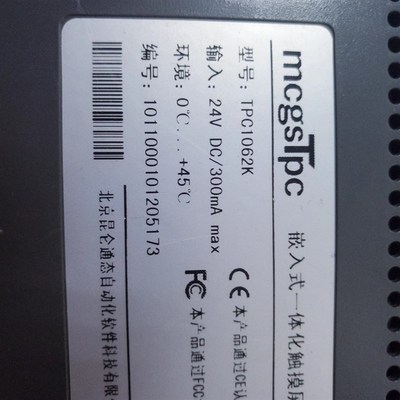 mcgsTpc 嵌入式一体化触摸屏
型号: TPC1062K
输入: 24V DC/300mA max
环境: 0℃... +45℃
编号: 1011000101205173
CE 本产品通过CE认
FC 本产品通过FCC
北京昆仑通态自动化软件科技有限